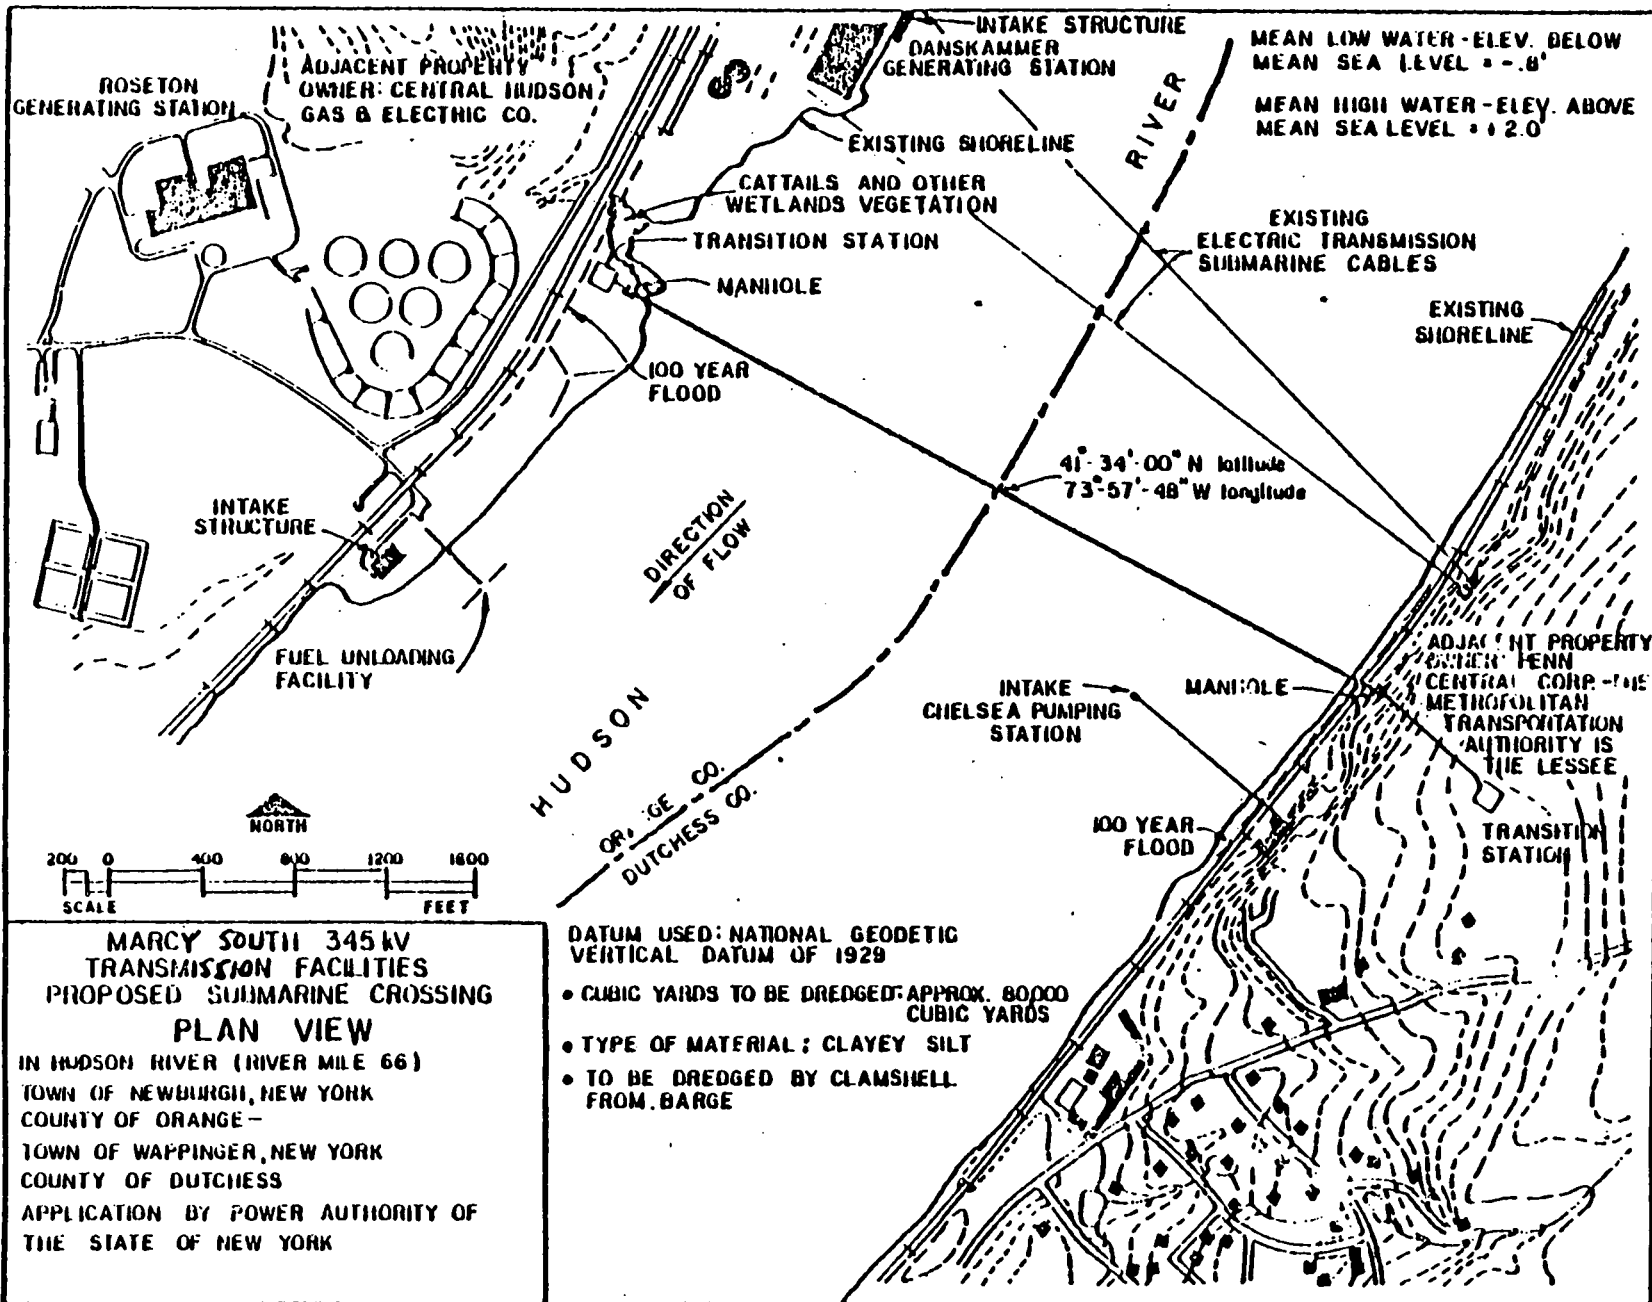 ROSETON
GENERATING STATION
ADJACENT PROPERTY
OWNER: CENTRAL HUDSON
GAS & ELECTRIC CO.
INTAKE STRUCTURE
DANSKAMMER
GENERATING STATION
MEAN LOW WATER-ELEV. BELOW
MEAN SEA LEVEL = -.8'
MEAN HIGH WATER-ELEV. ABOVE
MEAN SEA LEVEL = +2.0'
RIVER
EXISTING SHORELINE
CATTAILS AND OTHER
WETLANDS VEGETATION
TRANSITION STATION
MANHOLE
EXISTING
ELECTRIC TRANSMISSION
SUBMARINE CABLES
EXISTING
SHORELINE
100 YEAR
FLOOD
41°-34'-00" N latitude
73°-57'-48" W longitude
INTAKE
STRUCTURE
DIRECTION
OF FLOW
FUEL UNLOADING
FACILITY
HUDSON
INTAKE
CHELSEA PUMPING
STATION
MANHOLE
ADJACENT PROPERTY
OWNER: PENN
CENTRAL CORP.-THE
METROPOLITAN
TRANSPORTATION
AUTHORITY IS
THE LESSEE
TRANSITION
STATION
100 YEAR
FLOOD
ORANGE CO.
DUTCHESS CO.
NORTH
200 0 400 800 1200 1600
SCALE FEET
MARCY SOUTH 345 kV
TRANSMISSION FACILITIES
PROPOSED SUBMARINE CROSSING
PLAN VIEW
IN HUDSON RIVER (RIVER MILE 66)
TOWN OF NEWBURGH, NEW YORK
COUNTY OF ORANGE-
TOWN OF WAPPINGER, NEW YORK
COUNTY OF DUTCHESS
APPLICATION BY POWER AUTHORITY OF
THE STATE OF NEW YORK
DATUM USED: NATIONAL GEODETIC
VERTICAL DATUM OF 1929
• CUBIC YARDS TO BE DREDGED: APPROX. 80,000
CUBIC YARDS
• TYPE OF MATERIAL: CLAYEY SILT
• TO BE DREDGED BY CLAMSHELL
FROM BARGE